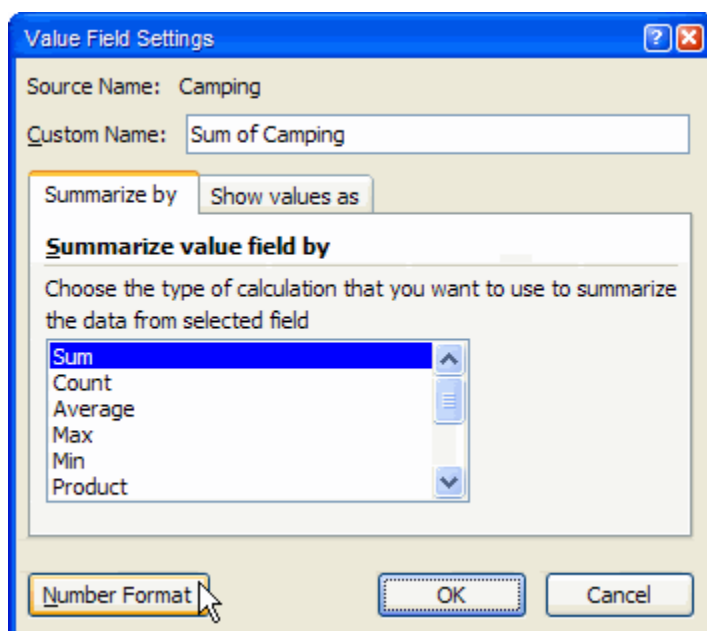 Value Field Settings
Source Name: Camping
Custom Name: Sum of Camping
Summarize by Show values as
Summarize value field by
Choose the type of calculation that you want to use to summarize
the data from selected field
Sum
Count
Average
Max
Min
Product
Number Format OK Cancel